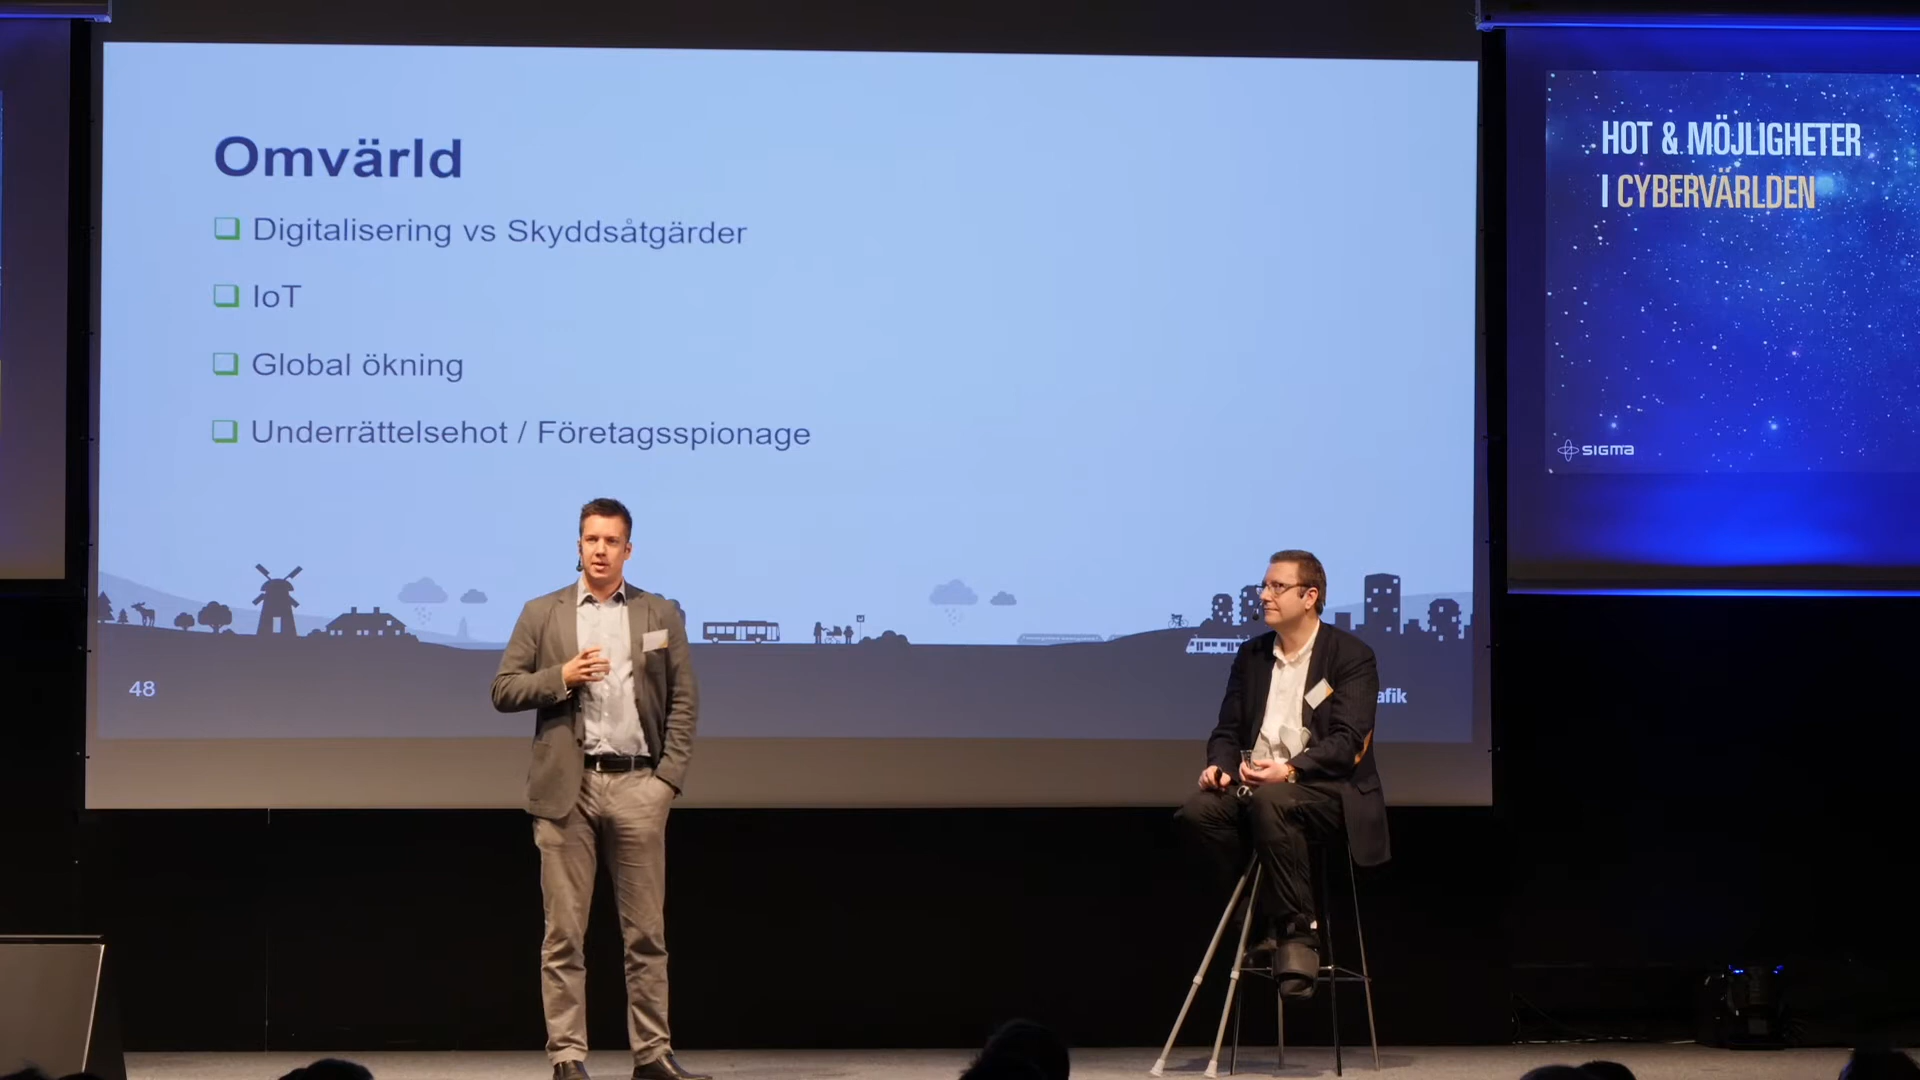 Omvärld
Digitalisering vs Skyddsåtgärder
IoT
Global ökning
Underrättelsehot / Företagsspionage
48
afik
HOT & MÖJLIGHETER
I CYBERVÄRLDEN
SIGMA